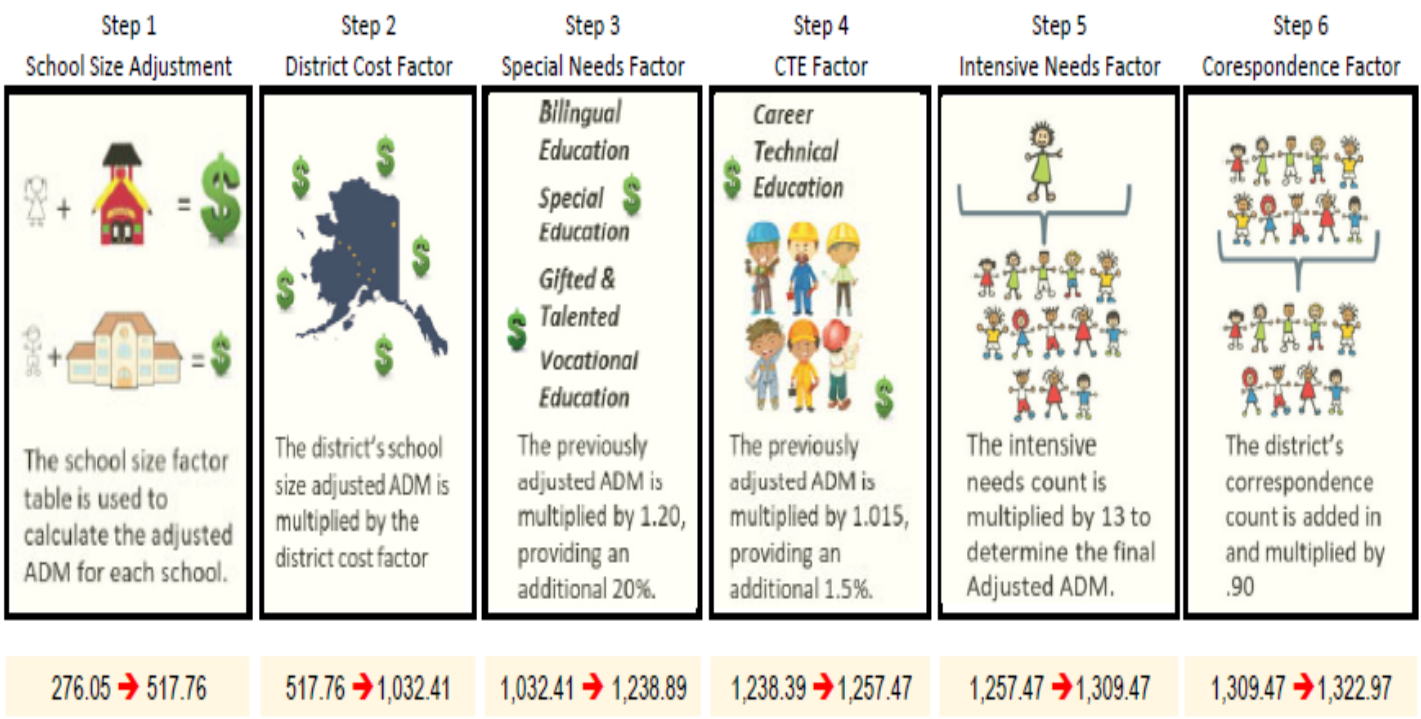 Step 1
School Size Adjustment
The school size factor
table is used to
calculate the adjusted
ADM for each school.
276.05 ➔ 517.76
Step 2
District Cost Factor
The district's school
size adjusted ADM is
multiplied by the
district cost factor
517.76 ➔ 1,032.41
Step 3
Special Needs Factor
Bilingual
Education
Special
Education
Gifted &
Talented
Vocational
Education
The previously
adjusted ADM is
multiplied by 1.20,
providing an
additional 20%.
1,032.41 ➔ 1,238.89
Step 4
CTE Factor
Career
Technical
Education
The previously
adjusted ADM is
multiplied by 1.015,
providing an
additional 1.5%.
1,238.39 ➔ 1,257.47
Step 5
Intensive Needs Factor
The intensive
needs count is
multiplied by 13 to
determine the final
Adjusted ADM.
1,257.47 ➔ 1,309.47
Step 6
Corespondence Factor
The district's
correspondence
count is added in
and multiplied by
.90
1,309.47 ➔ 1,322.97